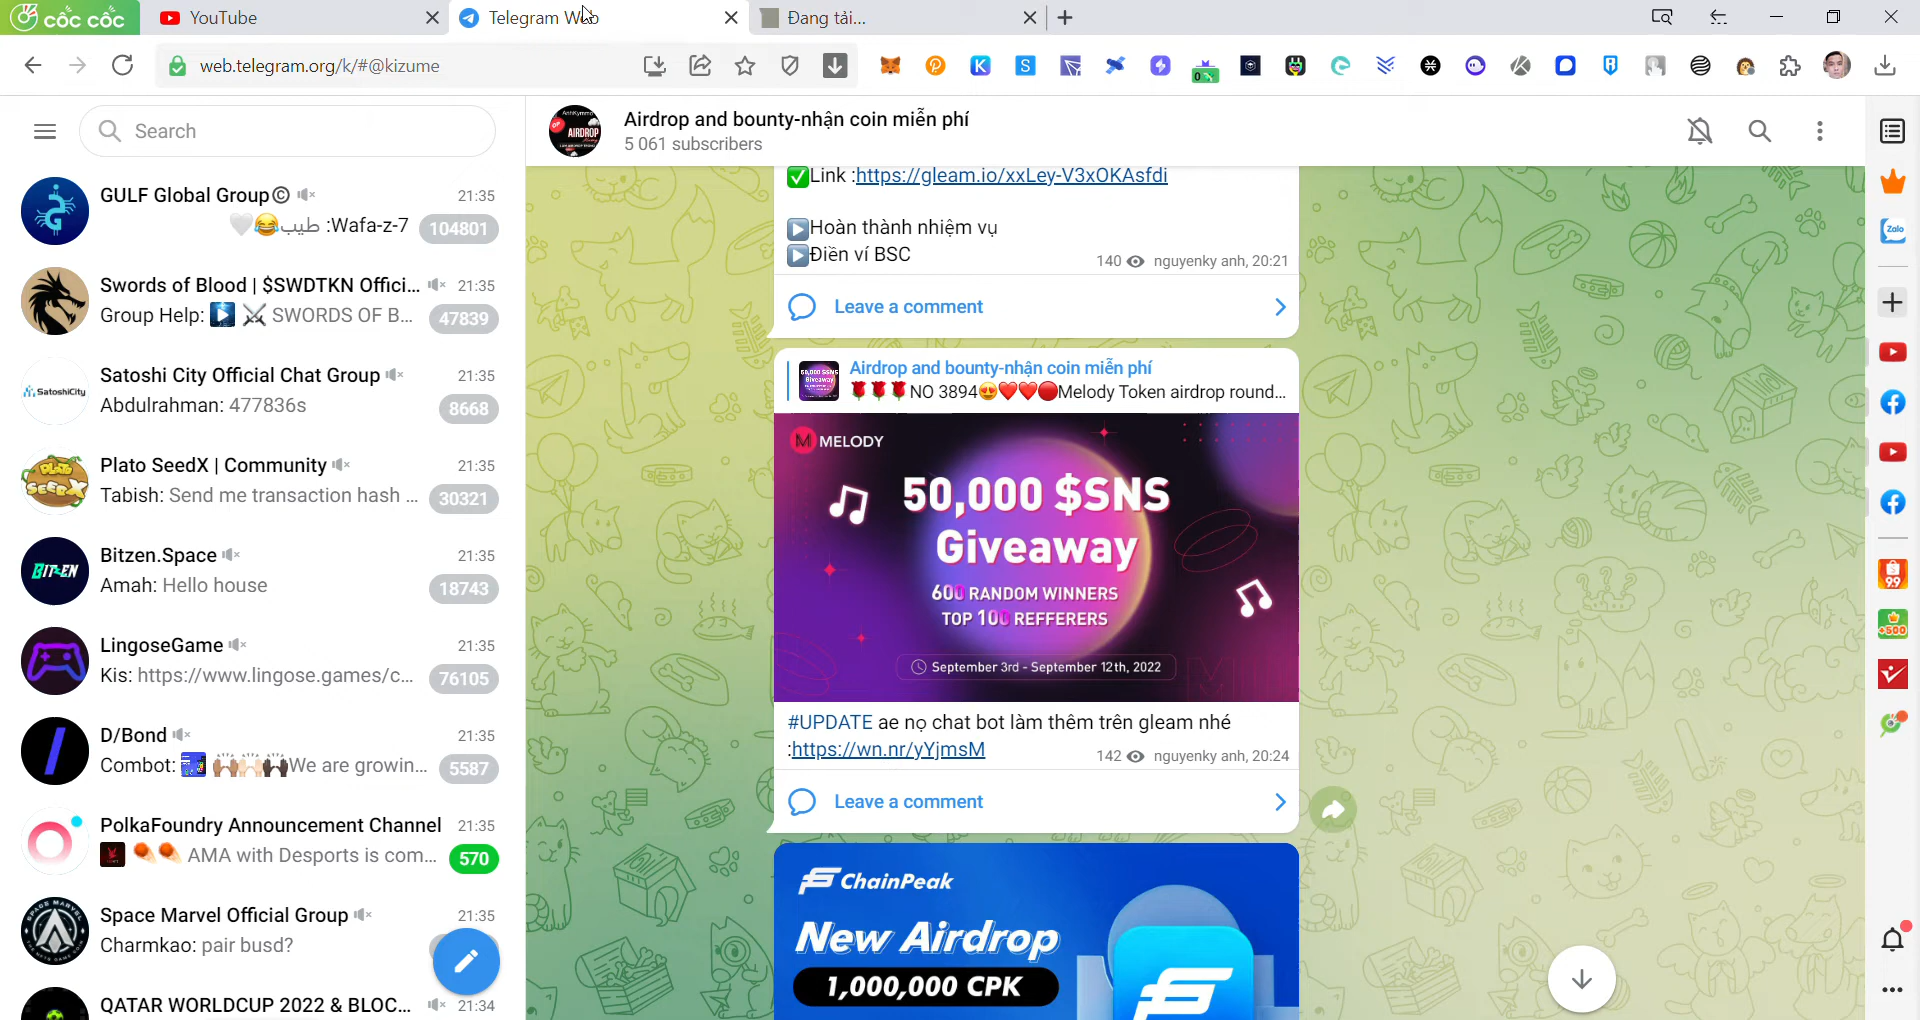 cốc cốc
YouTube
Telegram Web
Đang tải...
web.telegram.org/k/#@kizume
Search
Airdrop and bounty-nhận coin miễn phí
5 061 subscribers
GULF Global Group©
21:35
Wafa-z-7: طيب😂🤍
104801
Swords of Blood | $SWDTKN Offici...
21:35
Group Help: ▶️ ⚔ SWORDS OF B...
47839
SatoshiCity
Satoshi City Official Chat Group
21:35
Abdulrahman: 477836s
8668
PLATO SEEDX
Plato SeedX | Community
21:35
Tabish: Send me transaction hash ...
30321
BITZEN
Bitzen.Space
21:35
Amah: Hello house
18743
LingoseGame
21:35
Kis: https://www.lingose.games/c...
76105
D/Bond
21:35
Combot: 🙌🏽🙌🏻🙌🏿We are growin...
5587
PolkaFoundry Announcement Channel
21:35
AMA with Desports is com...
570
Space Marvel Official Group
21:35
Charmkao: pair busd?
QATAR WORLDCUP 2022 & BLOC...
21:34
✅Link :https://gleam.io/xxLey-V3xOKAsfdi
▶️Hoàn thành nhiệm vụ
▶️Điền ví BSC
140 nguyenky anh, 20:21
Leave a comment
Airdrop and bounty-nhận coin miễn phí
🌹🌹🌹NO 3894😍❤️❤️🔴Melody Token airdrop round...
MELODY
50,000 $SNS
Giveaway
600 RANDOM WINNERS
TOP 100 REFFERERS
September 3rd - September 12th, 2022
#UPDATE ae nọ chat bot làm thêm trên gleam nhé
:https://wn.nr/yYjmsM
142 nguyenky anh, 20:24
Leave a comment
ChainPeak
New Airdrop
1,000,000 CPK
Zalo
99
+500